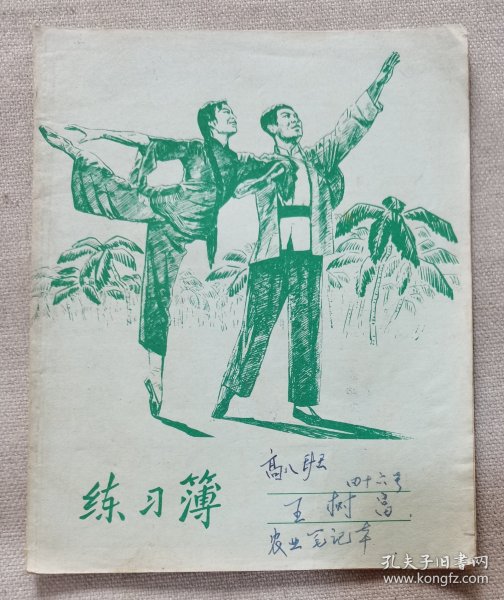 练习簿
高八班
四十六号
王树昌
农业笔记本
孔夫子旧书网
www.kongfz.com